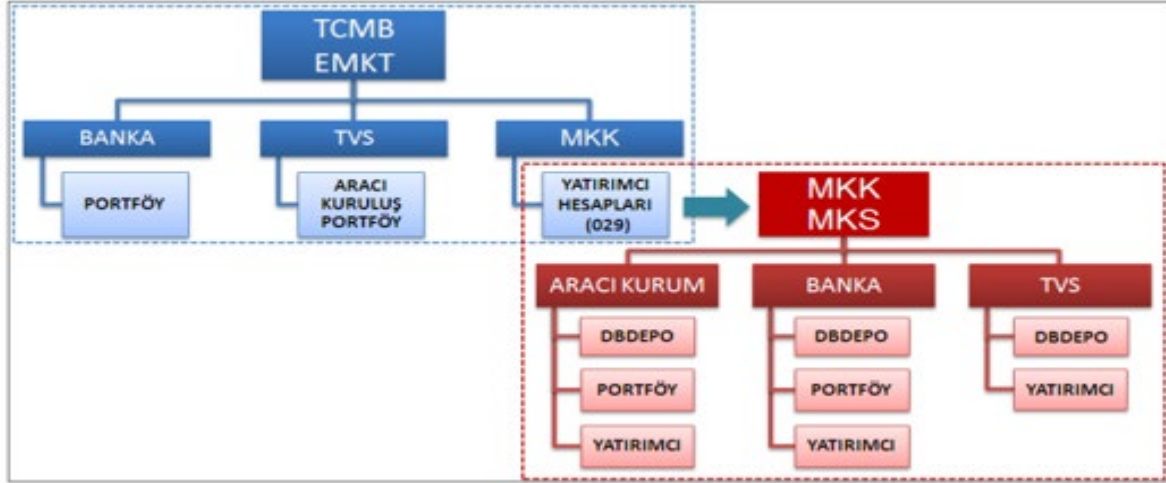 TCMB
EMKT
BANKA
TVS
MKK
PORTFÖY
ARACI
KURULUŞ
PORTFÖY
YATIRIMCI
HESAPLARI
(029)
MKK
MKS
ARACI KURUM
BANKA
TVS
DBDEPO
DBDEPO
DBDEPO
PORTFÖY
PORTFÖY
YATIRIMCI
YATIRIMCI
YATIRIMCI